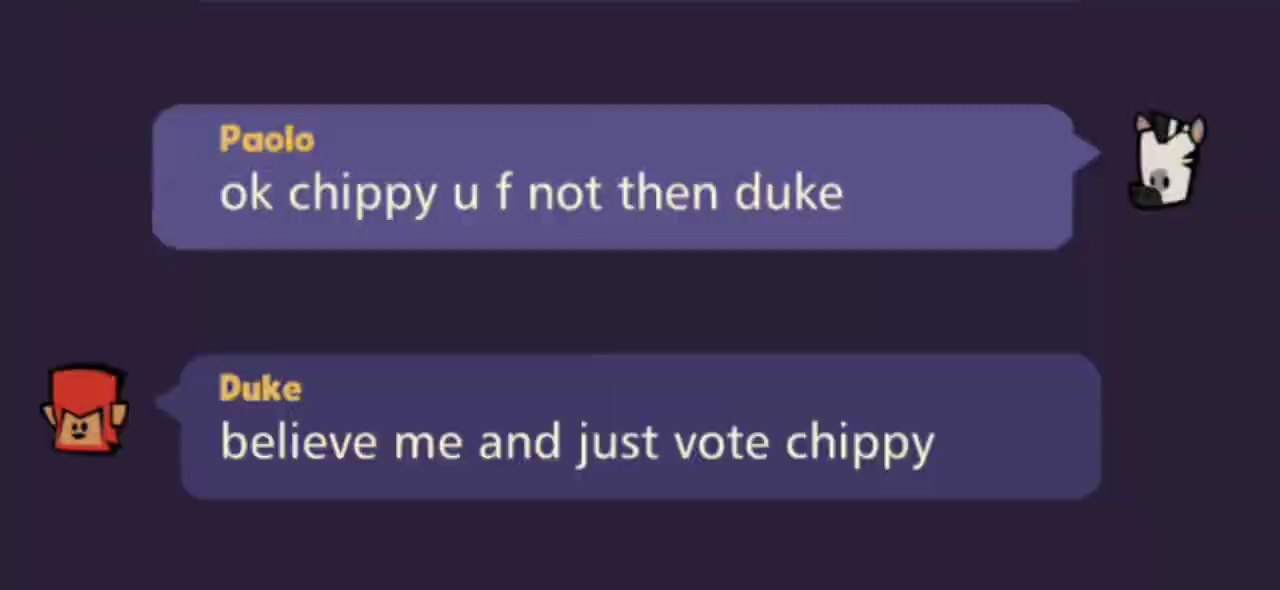 Paolo
ok chippy u f not then duke
Duke
believe me and just vote chippy